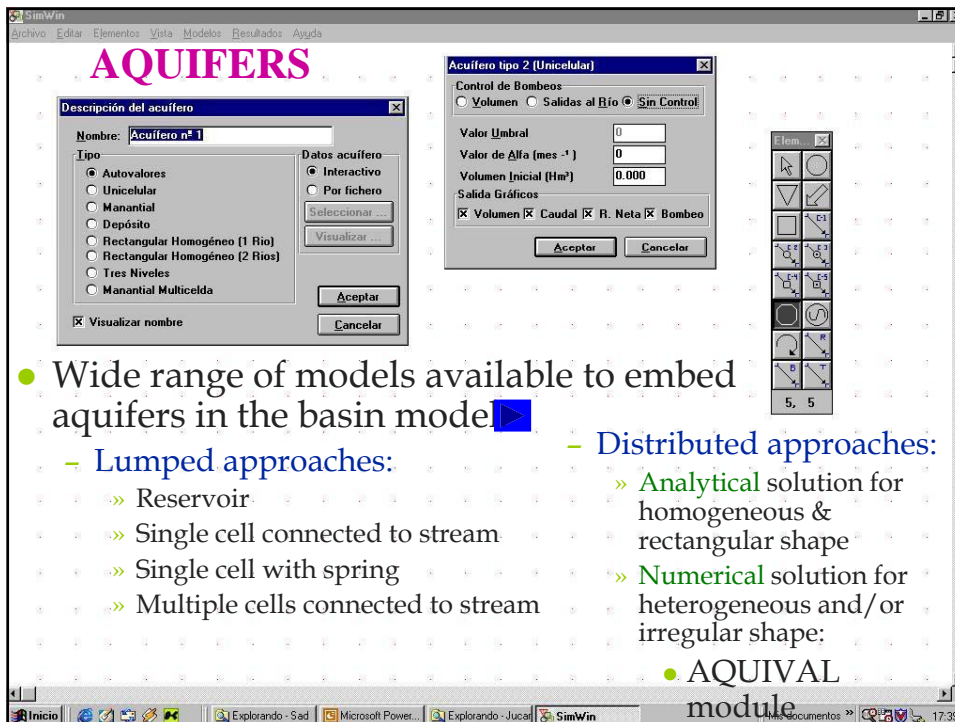 SimWin
Archivo Editar Elementos Vista Modelos Resultados Ayuda
AQUIFERS
Descripción del acuífero
Nombre: Acuífero nº 1
Tipo
Autovalores
Unicelular
Manantial
Depósito
Rectangular Homogéneo (1 Rio)
Rectangular Homogéneo (2 Rios)
Tres Niveles
Manantial Multicelda
Datos acuífero
Interactivo
Por fichero
Seleccionar ...
Visualizar ...
Aceptar
Visualizar nombre
Cancelar
Acuífero tipo 2 (Unicelular)
Control de Bombeos
Volumen Salidas al Río Sin Control
Valor Umbral 0
Valor de Alfa (mes -¹ ) 0
Volumen Inicial (Hm³) 0.000
Salida Gráficos
Volumen Caudal R. Neta Bombeo
Aceptar Cancelar
Elem...
5, 5
Wide range of models available to embed
aquifers in the basin model
– Lumped approaches:
» Reservoir
» Single cell connected to stream
» Single cell with spring
» Multiple cells connected to stream
– Distributed approaches:
» Analytical solution for
homogeneous &
rectangular shape
» Numerical solution for
heterogeneous and/or
irregular shape:
AQUIVAL
module
Inicio Explorando - Sad Microsoft Power... Explorando - Jucar SimWin documentos » 17:39